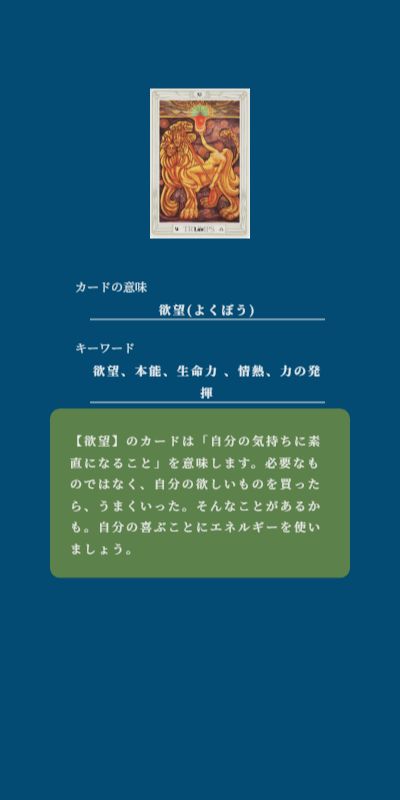 XI
TRUMPS
Lust
カードの意味
欲望(よくぼう)
キーワード
欲望、本能、生命力 、情熱、力の発
揮
【欲望】のカードは「自分の気持ちに素
直になること」を意味します。必要なも
のではなく、自分の欲しいものを買った
ら、うまくいった。そんなことがあるか
も。自分の喜ぶことにエネルギーを使い
ましょう。